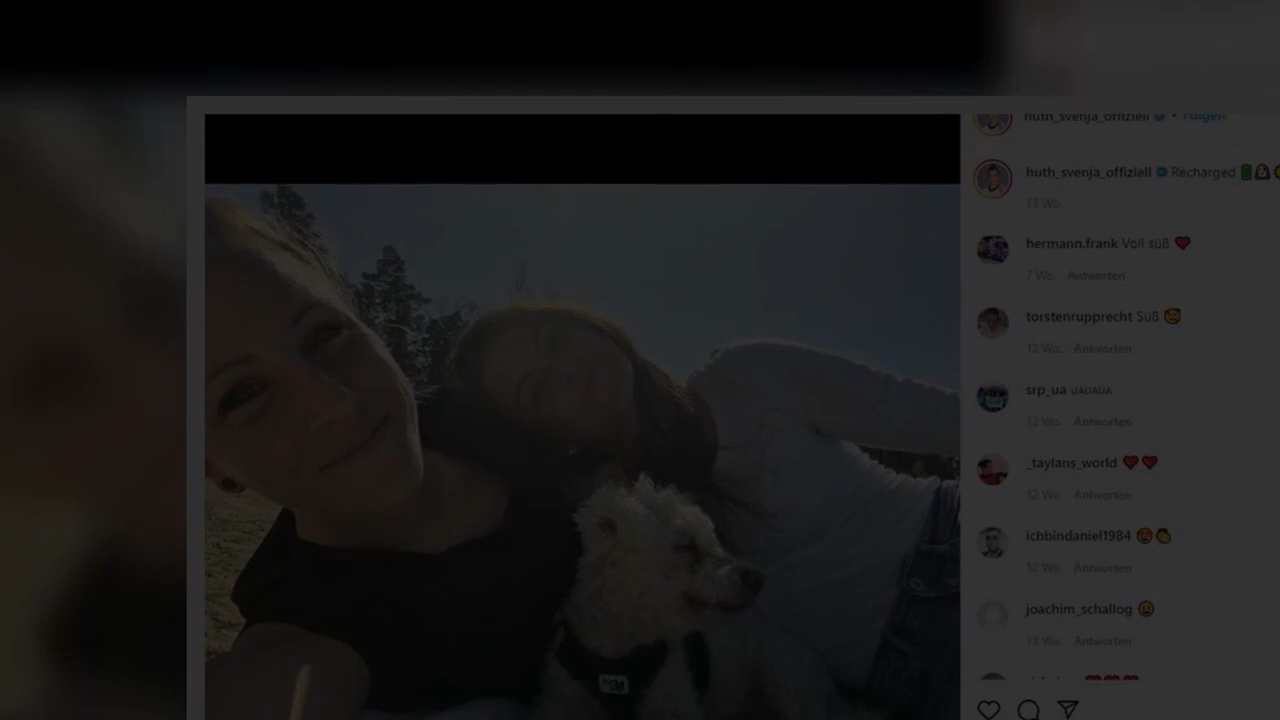 huth_svenja_offiziell • Folgen
huth_svenja_offiziell Recharged
13 Wo.
hermann.frank Voll süß ❤️
7 Wo. Antworten
torstenrupprecht Süß 🥰
12 Wo. Antworten
srp_ua UAUAUA
12 Wo. Antworten
_taylans_world ❤️❤️
12 Wo. Antworten
ichbindaniel1984 😍👏
12 Wo. Antworten
joachim_schallog 😉
13 Wo. Antworten